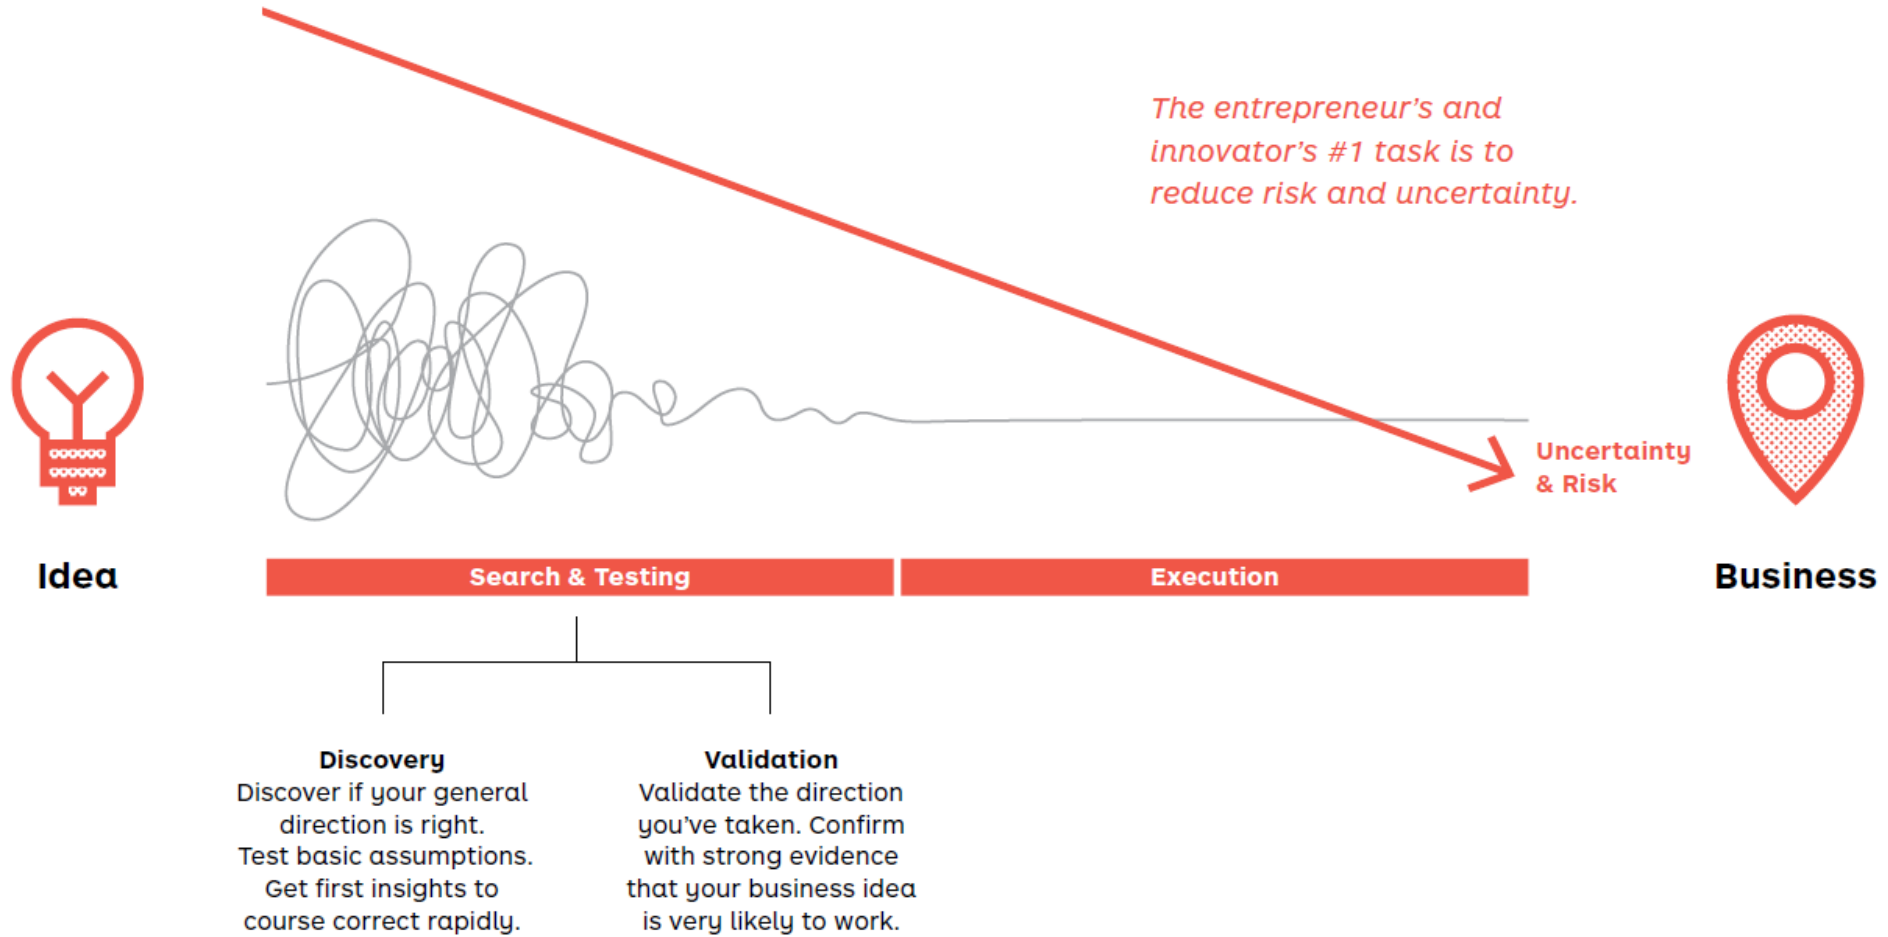 The entrepreneur’s and
innovator’s #1 task is to
reduce risk and uncertainty.
Uncertainty
& Risk
Idea
Search & Testing
Execution
Business
Discovery
Discover if your general
direction is right.
Test basic assumptions.
Get first insights to
course correct rapidly.
Validation
Validate the direction
you’ve taken. Confirm
with strong evidence
that your business idea
is very likely to work.